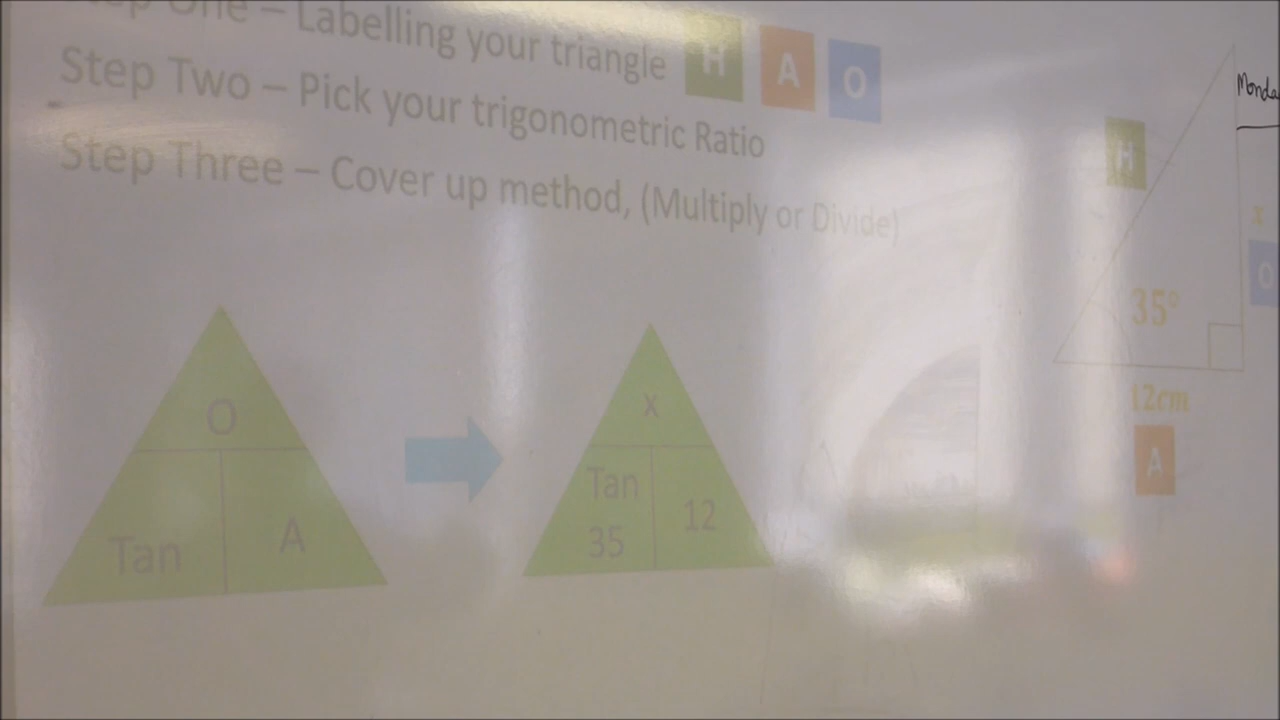 One – Labelling your triangle H A O
Step Two – Pick your trigonometric Ratio
Step Three – Cover up method, (Multiply or Divide)
H
x
O
35°
12cm
A
O
Tan A
x
Tan
35
12